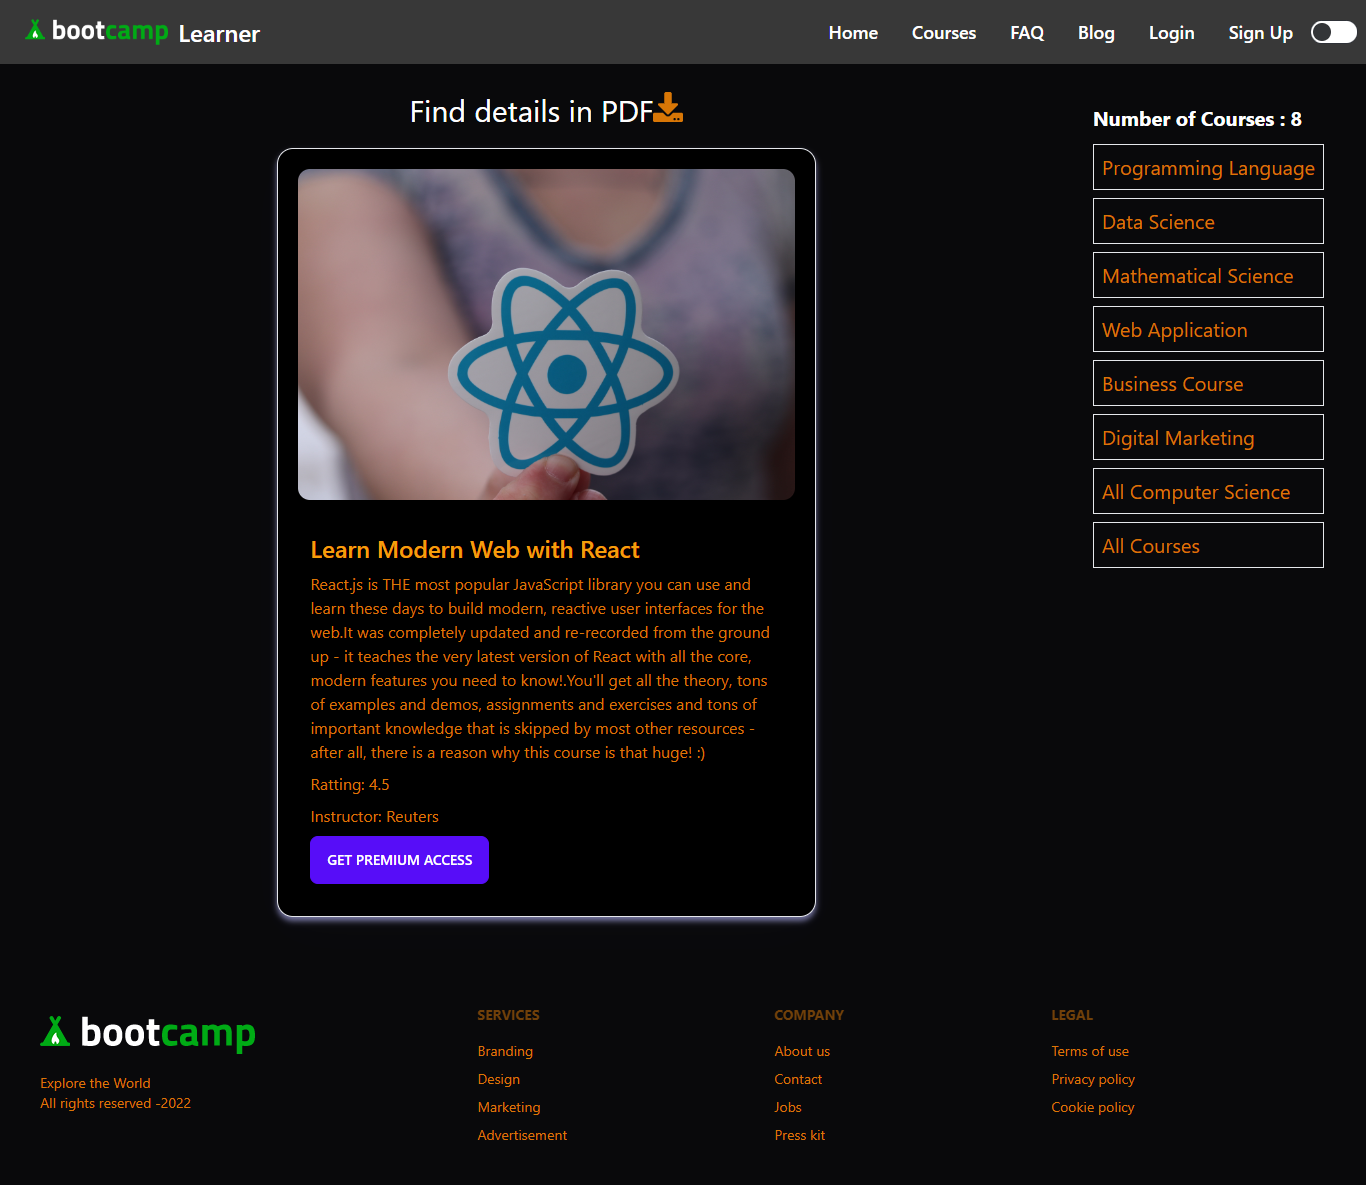 bootcamp Learner
Home Courses FAQ Blog Login Sign Up
Find details in PDF
Number of Courses : 8
Programming Language
Data Science
Mathematical Science
Web Application
Business Course
Digital Marketing
All Computer Science
All Courses
Learn Modern Web with React
React.js is THE most popular JavaScript library you can use and
learn these days to build modern, reactive user interfaces for the
web.It was completely updated and re-recorded from the ground
up - it teaches the very latest version of React with all the core,
modern features you need to know!.You'll get all the theory, tons
of examples and demos, assignments and exercises and tons of
important knowledge that is skipped by most other resources -
after all, there is a reason why this course is that huge! :)
Ratting: 4.5
Instructor: Reuters
GET PREMIUM ACCESS
bootcamp
Explore the World
All rights reserved -2022
SERVICES
Branding
Design
Marketing
Advertisement
COMPANY
About us
Contact
Jobs
Press kit
LEGAL
Terms of use
Privacy policy
Cookie policy